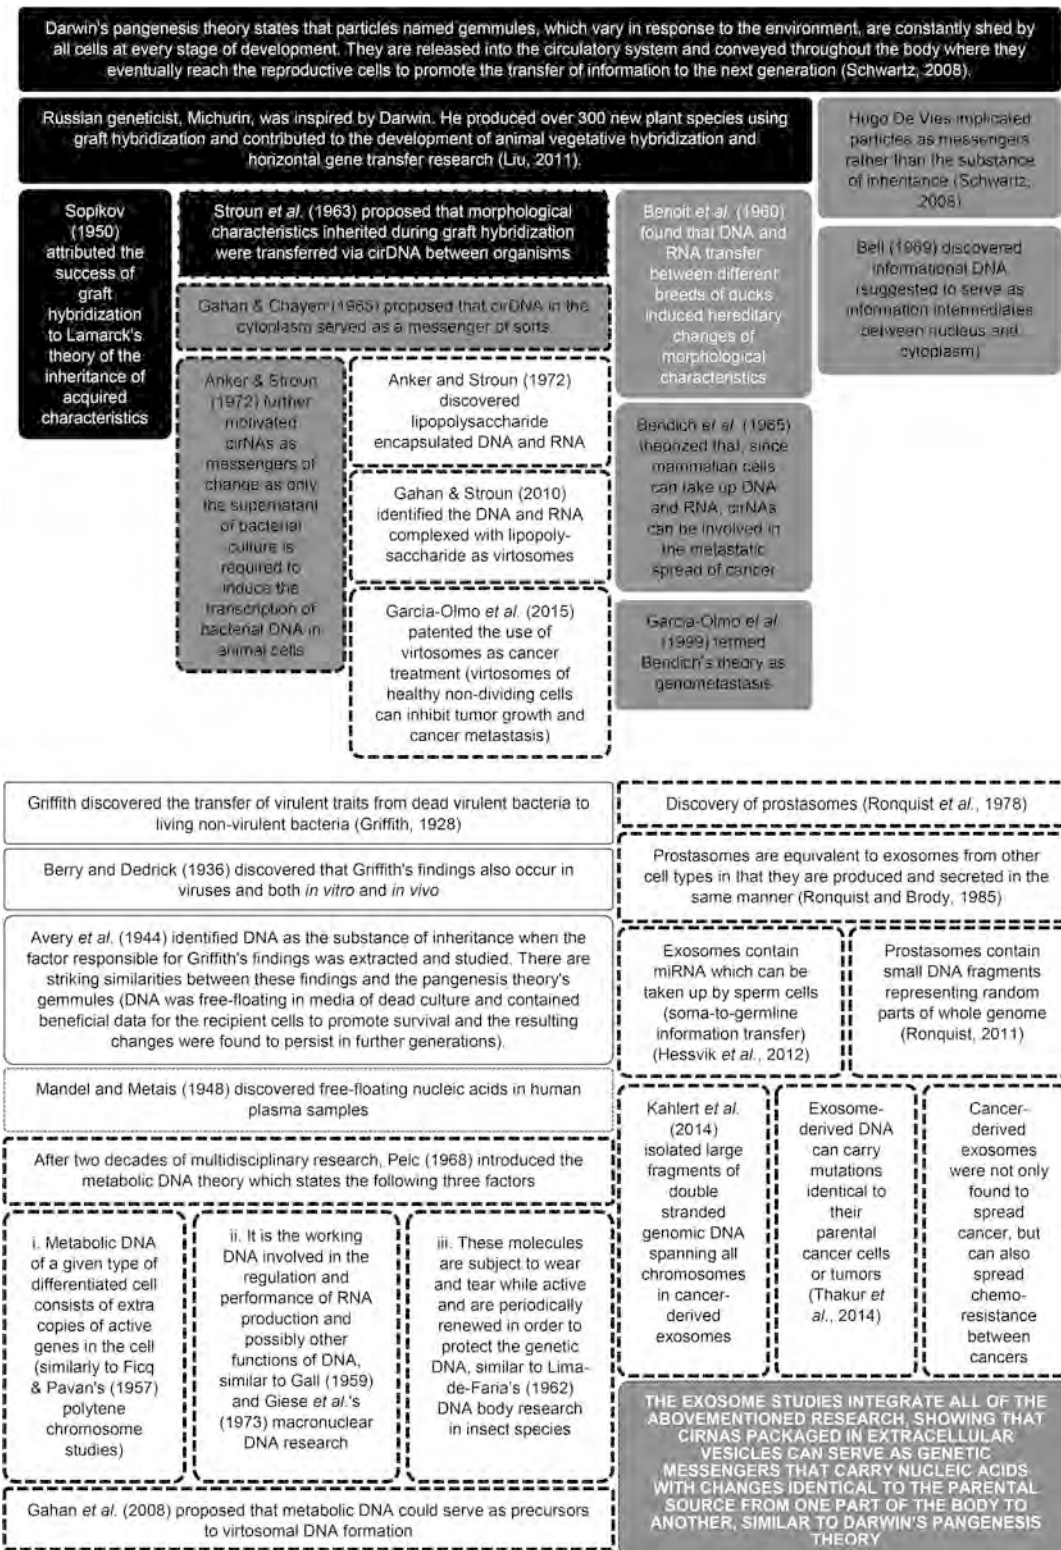 Darwin's pangenesis theory states that particles named gemmules, which vary in response to the environment, are constantly shed by
all cells at every stage of development. They are released into the circulatory system and conveyed throughout the body where they
eventually reach the reproductive cells to promote the transfer of information to the next generation (Schwartz, 2008).
Russian geneticist, Michurin, was inspired by Darwin. He produced over 300 new plant species using
graft hybridization and contributed to the development of animal vegetative hybridization and
horizontal gene transfer research (Liu, 2011).
Hugo De Vies implicated
particles as messengers
rather than the substance
of inheritance (Schwartz,
2008)
Sopikov
(1950)
attributed the
success of
graft
hybridization
to Lamarck's
theory of the
inheritance of
acquired
characteristics
Stroun et al. (1963) proposed that morphological
characteristics inherited during graft hybridization
were transferred via cirDNA between organisms
Benoit et al. (1960)
found that DNA and
RNA transfer
between different
breeds of ducks
induced hereditary
changes of
morphological
characteristics
Bell (1969) discovered
informational DNA
(suggested to serve as
information intermediates
between nucleus and
cytoplasm)
Gahan & Chayen (1965) proposed that cirDNA in the
cytoplasm served as a messenger of sorts
Anker & Stroun
(1972) further
motivated
cirNAs as
messengers of
change as only
the supernatant
of bacterial
culture is
required to
induce the
transcription of
bacterial DNA in
animal cells
Anker and Stroun (1972)
discovered
lipopolysaccharide
encapsulated DNA and RNA
Gahan & Stroun (2010)
identified the DNA and RNA
complexed with lipopoly-
saccharide as virtosomes
Garcia-Olmo et al. (2015)
patented the use of
virtosomes as cancer
treatment (virtosomes of
healthy non-dividing cells
can inhibit tumor growth and
cancer metastasis)
Bendich et al. (1965)
theorized that, since
mammalian cells
can take up DNA
and RNA, cirNAs
can be involved in
the metastatic
spread of cancer
Garcia-Olmo et al.
(1999) termed
Bendich's theory as
genometastasis
Griffith discovered the transfer of virulent traits from dead virulent bacteria to
living non-virulent bacteria (Griffith, 1928)
Berry and Dedrick (1936) discovered that Griffith's findings also occur in
viruses and both in vitro and in vivo
Avery et al. (1944) identified DNA as the substance of inheritance when the
factor responsible for Griffith's findings was extracted and studied. There are
striking similarities between these findings and the pangenesis theory's
gemmules (DNA was free-floating in media of dead culture and contained
beneficial data for the recipient cells to promote survival and the resulting
changes were found to persist in further generations).
Mandel and Metais (1948) discovered free-floating nucleic acids in human
plasma samples
After two decades of multidisciplinary research, Pelc (1968) introduced the
metabolic DNA theory which states the following three factors
i. Metabolic DNA
of a given type of
differentiated cell
consists of extra
copies of active
genes in the cell
(similarly to Ficq
& Pavan's (1957)
polytene
chromosome
studies)
ii. It is the working
DNA involved in the
regulation and
performance of RNA
production and
possibly other
functions of DNA,
similar to Gall (1959)
and Giese et al.'s
(1973) macronuclear
DNA research
iii. These molecules
are subject to wear
and tear while active
and are periodically
renewed in order to
protect the genetic
DNA, similar to Lima-
de-Faria's (1962)
DNA body research
in insect species
Gahan et al. (2008) proposed that metabolic DNA could serve as precursors
to virtosomal DNA formation
Discovery of prostasomes (Ronquist et al., 1978)
Prostasomes are equivalent to exosomes from other
cell types in that they are produced and secreted in the
same manner (Ronquist and Brody, 1985)
Exosomes contain
miRNA which can be
taken up by sperm cells
(soma-to-germline
information transfer)
(Hessvik et al., 2012)
Prostasomes contain
small DNA fragments
representing random
parts of whole genome
(Ronquist, 2011)
Kahlert et al.
(2014)
isolated large
fragments of
double
stranded
genomic DNA
spanning all
chromosomes
in cancer-
derived
exosomes
Exosome-
derived DNA
can carry
mutations
identical to
their
parental
cancer cells
or tumors
(Thakur et
al., 2014)
Cancer-
derived
exosomes
were not only
found to
spread
cancer, but
can also
spread
chemo-
resistance
between
cancers
THE EXOSOME STUDIES INTEGRATE ALL OF THE
ABOVEMENTIONED RESEARCH, SHOWING THAT
CIRNAS PACKAGED IN EXTRACELLULAR
VESICLES CAN SERVE AS GENETIC
MESSENGERS THAT CARRY NUCLEIC ACIDS
WITH CHANGES IDENTICAL TO THE PARENTAL
SOURCE FROM ONE PART OF THE BODY TO
ANOTHER, SIMILAR TO DARWIN'S PANGENESIS
THEORY